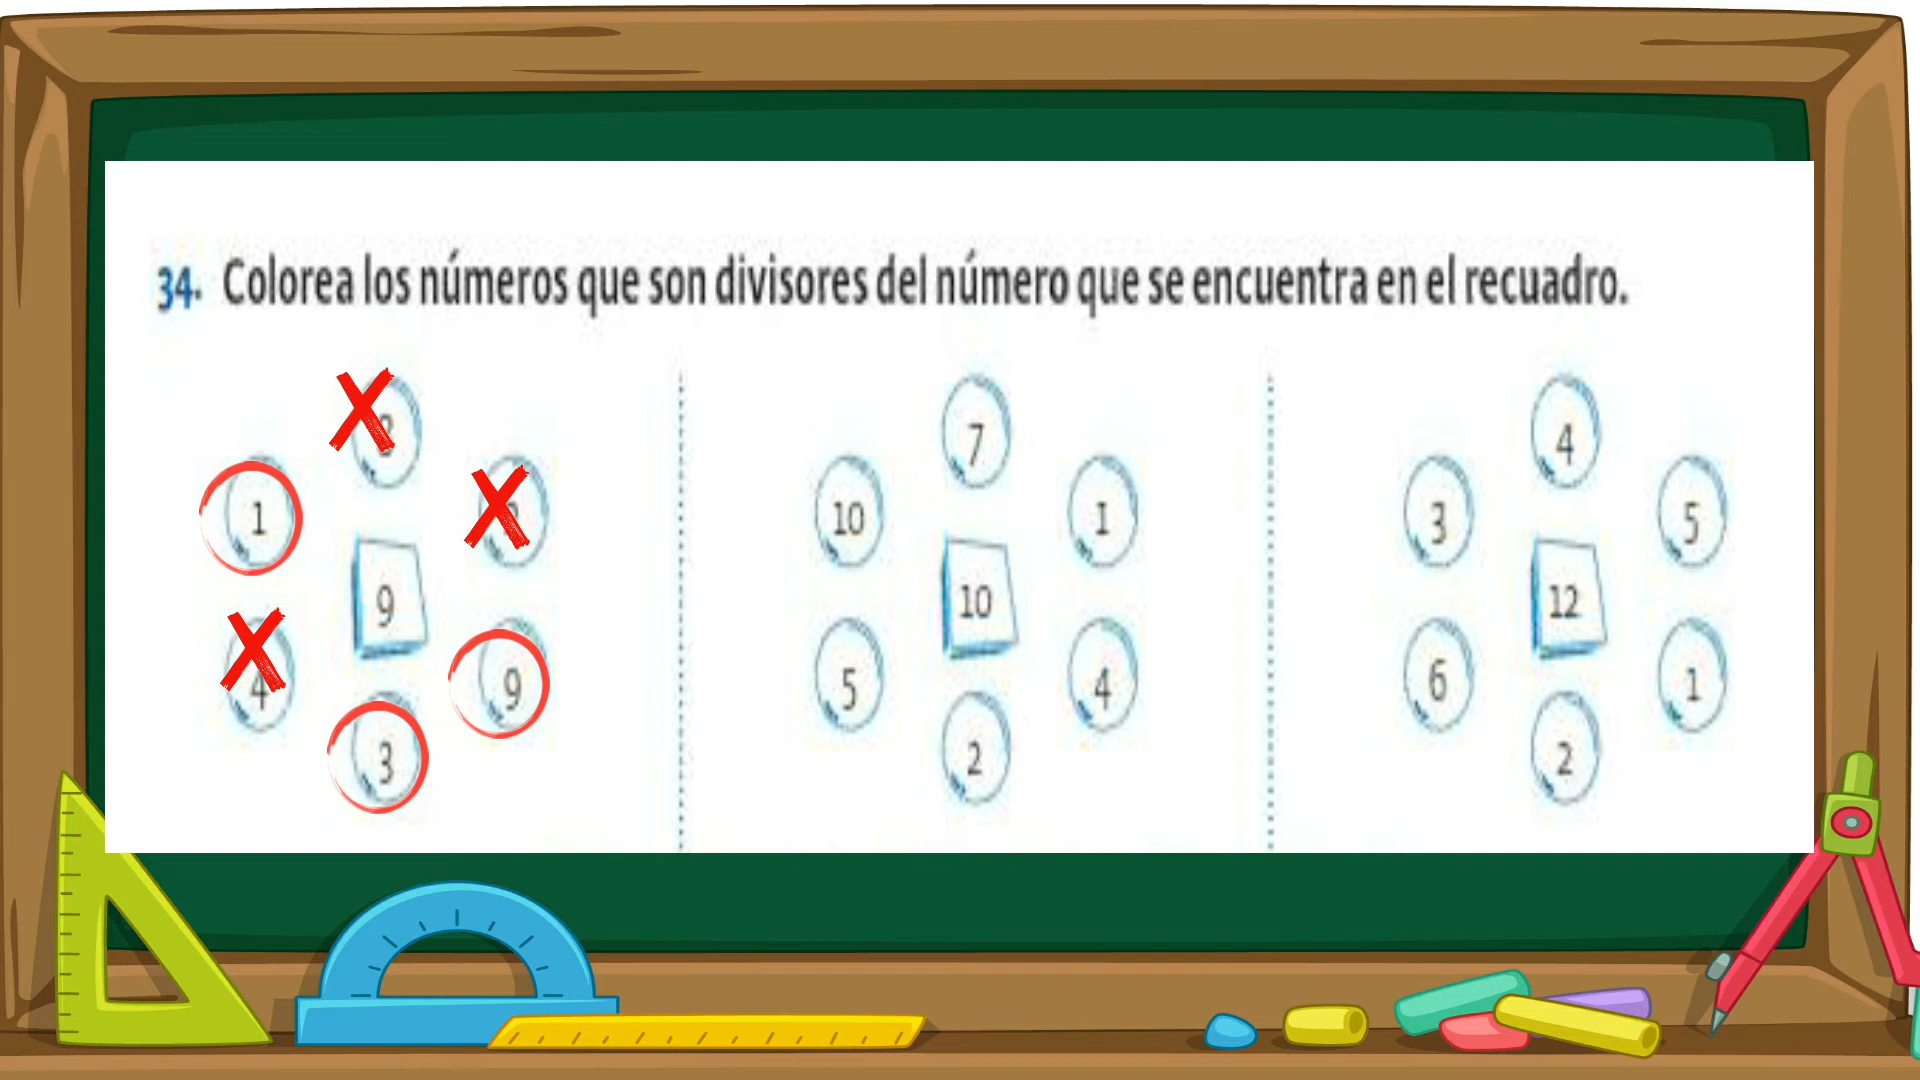 34. Colorea los números que son divisores del número que se encuentra en el recuadro.
7 4
1 10 1 3 5
9 10 12
4 9 5 4 6 1
3 2 2